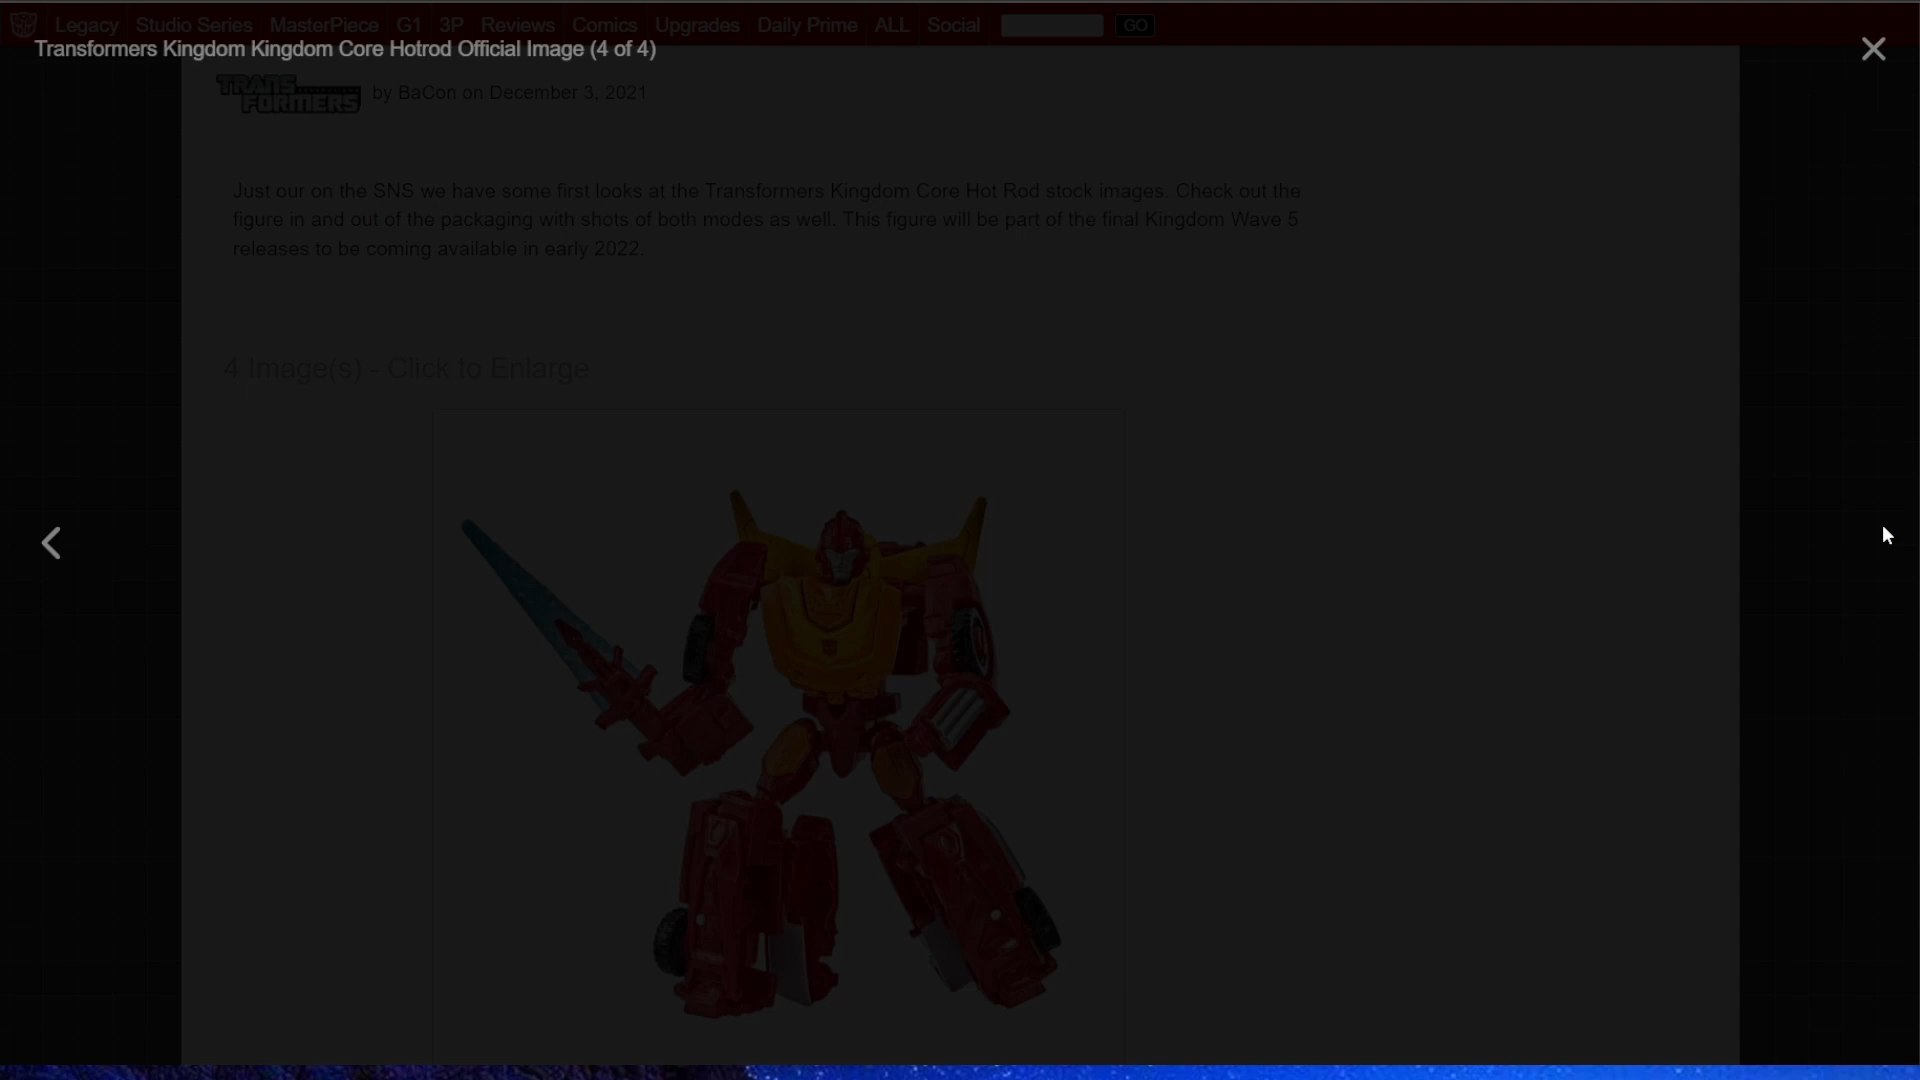 Legacy Studio Series MasterPiece G1 3P Reviews Comics Upgrades Daily Prime ALL Social GO
Transformers Kingdom Kingdom Core Hotrod Official Image (4 of 4)
TRANSFORMERS by BaCon on December 3, 2021
Just our on the SNS we have some first looks at the Transformers Kingdom Core Hot Rod stock images. Check out the
figure in and out of the packaging with shots of both modes as well. This figure will be part of the final Kingdom Wave 5
releases to be coming available in early 2022.
4 Image(s) - Click to Enlarge